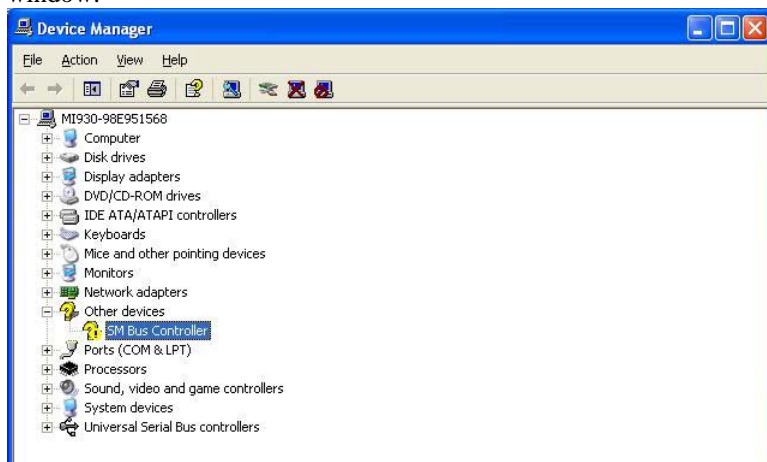 window.
Device Manager
File Action View Help
MI930-98E951568
Computer
Disk drives
Display adapters
DVD/CD-ROM drives
IDE ATA/ATAPI controllers
Keyboards
Mice and other pointing devices
Monitors
Network adapters
Other devices
SM Bus Controller
Ports (COM & LPT)
Processors
Sound, video and game controllers
System devices
Universal Serial Bus controllers